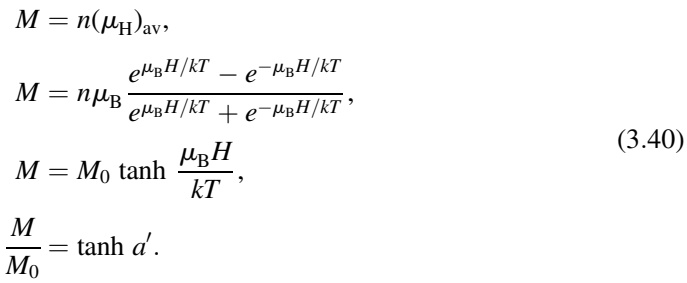 M = n(μ_H)_av,
M = nμ_B (e^{μ_B H/kT} − e^{−μ_B H/kT}) / (e^{μ_B H/kT} + e^{−μ_B H/kT}),
(3.40)
M = M_0 tanh μ_B H / kT,
M / M_0 = tanh a′.